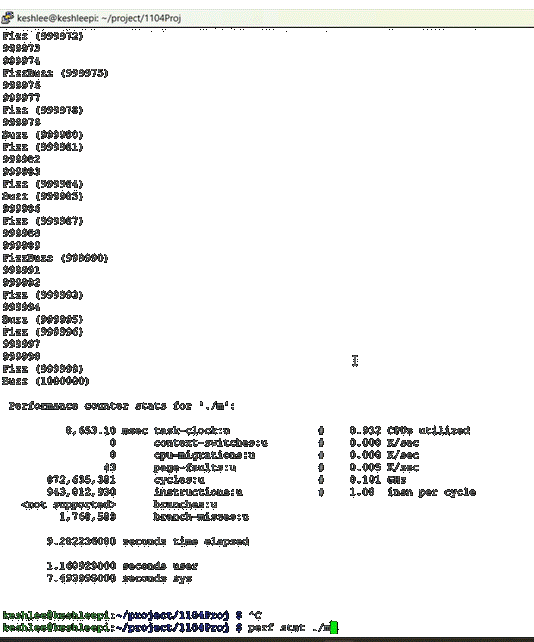 keshlee@keshleepi: ~/project/1104Proj
Fizz (999972)
999973
999974
FizzBuzz (999975)
999976
999977
Fizz (999978)
999979
Buzz (999980)
Fizz (999981)
999982
999983
Fizz (999984)
Buzz (999985)
999986
Fizz (999987)
999988
999989
FizzBuzz (999990)
999991
999992
Fizz (999993)
999994
Buzz (999995)
Fizz (999996)
999997
999998
Fizz (999999)
Buzz (1000000)
Performance counter stats for './m':
8,653.10 msec task-clock:u # 0.932 CPUs utilized
0 context-switches:u # 0.000 K/sec
0 cpu-migrations:u # 0.000 K/sec
43 page-faults:u # 0.005 K/sec
872,635,381 cycles:u # 0.101 GHz
943,012,930 instructions:u # 1.08 insn per cycle
<not supported> branches:u
1,768,583 branch-misses:u
9.282236000 seconds time elapsed
seconds user
seconds sys
keshlee@keshleepi:~/project/1104Proj $ ^C
keshlee@keshleepi:~/project/1104Proj $ perf stat ./m